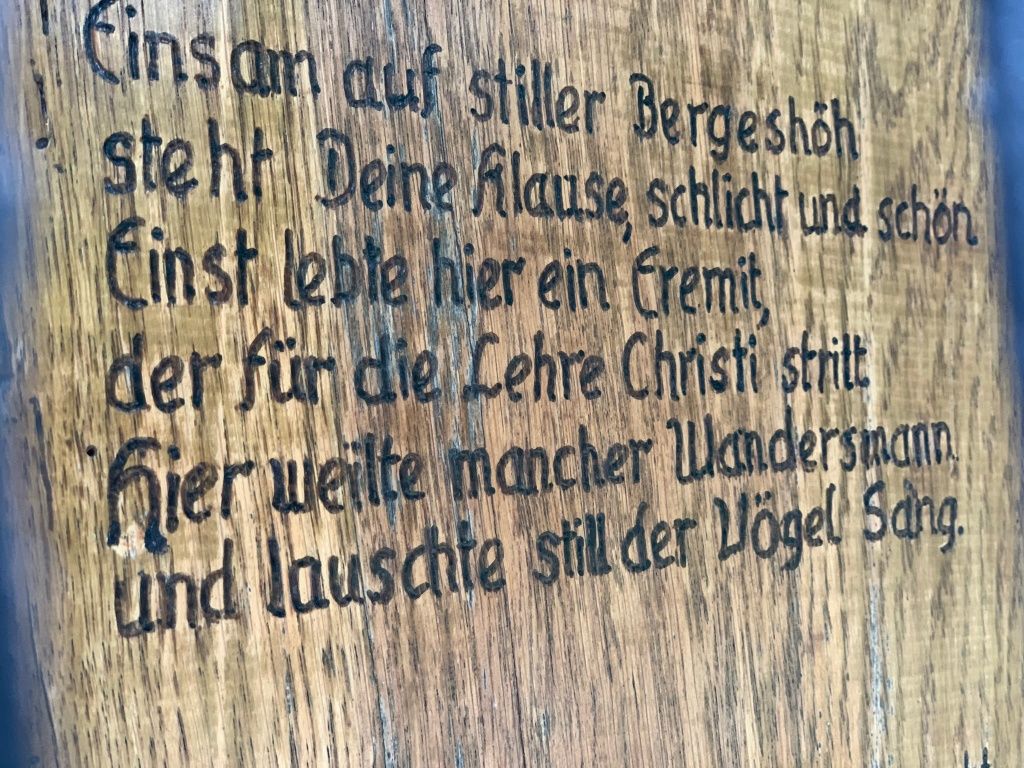 Einsam auf stiller Bergeshöh
steht Deine Klause, schlicht und schön
Einst lebte hier ein Eremit,
der für die Lehre Christi stritt.
Hier weilte mancher Wandersmann,
und lauschte still der Vögel Sang.